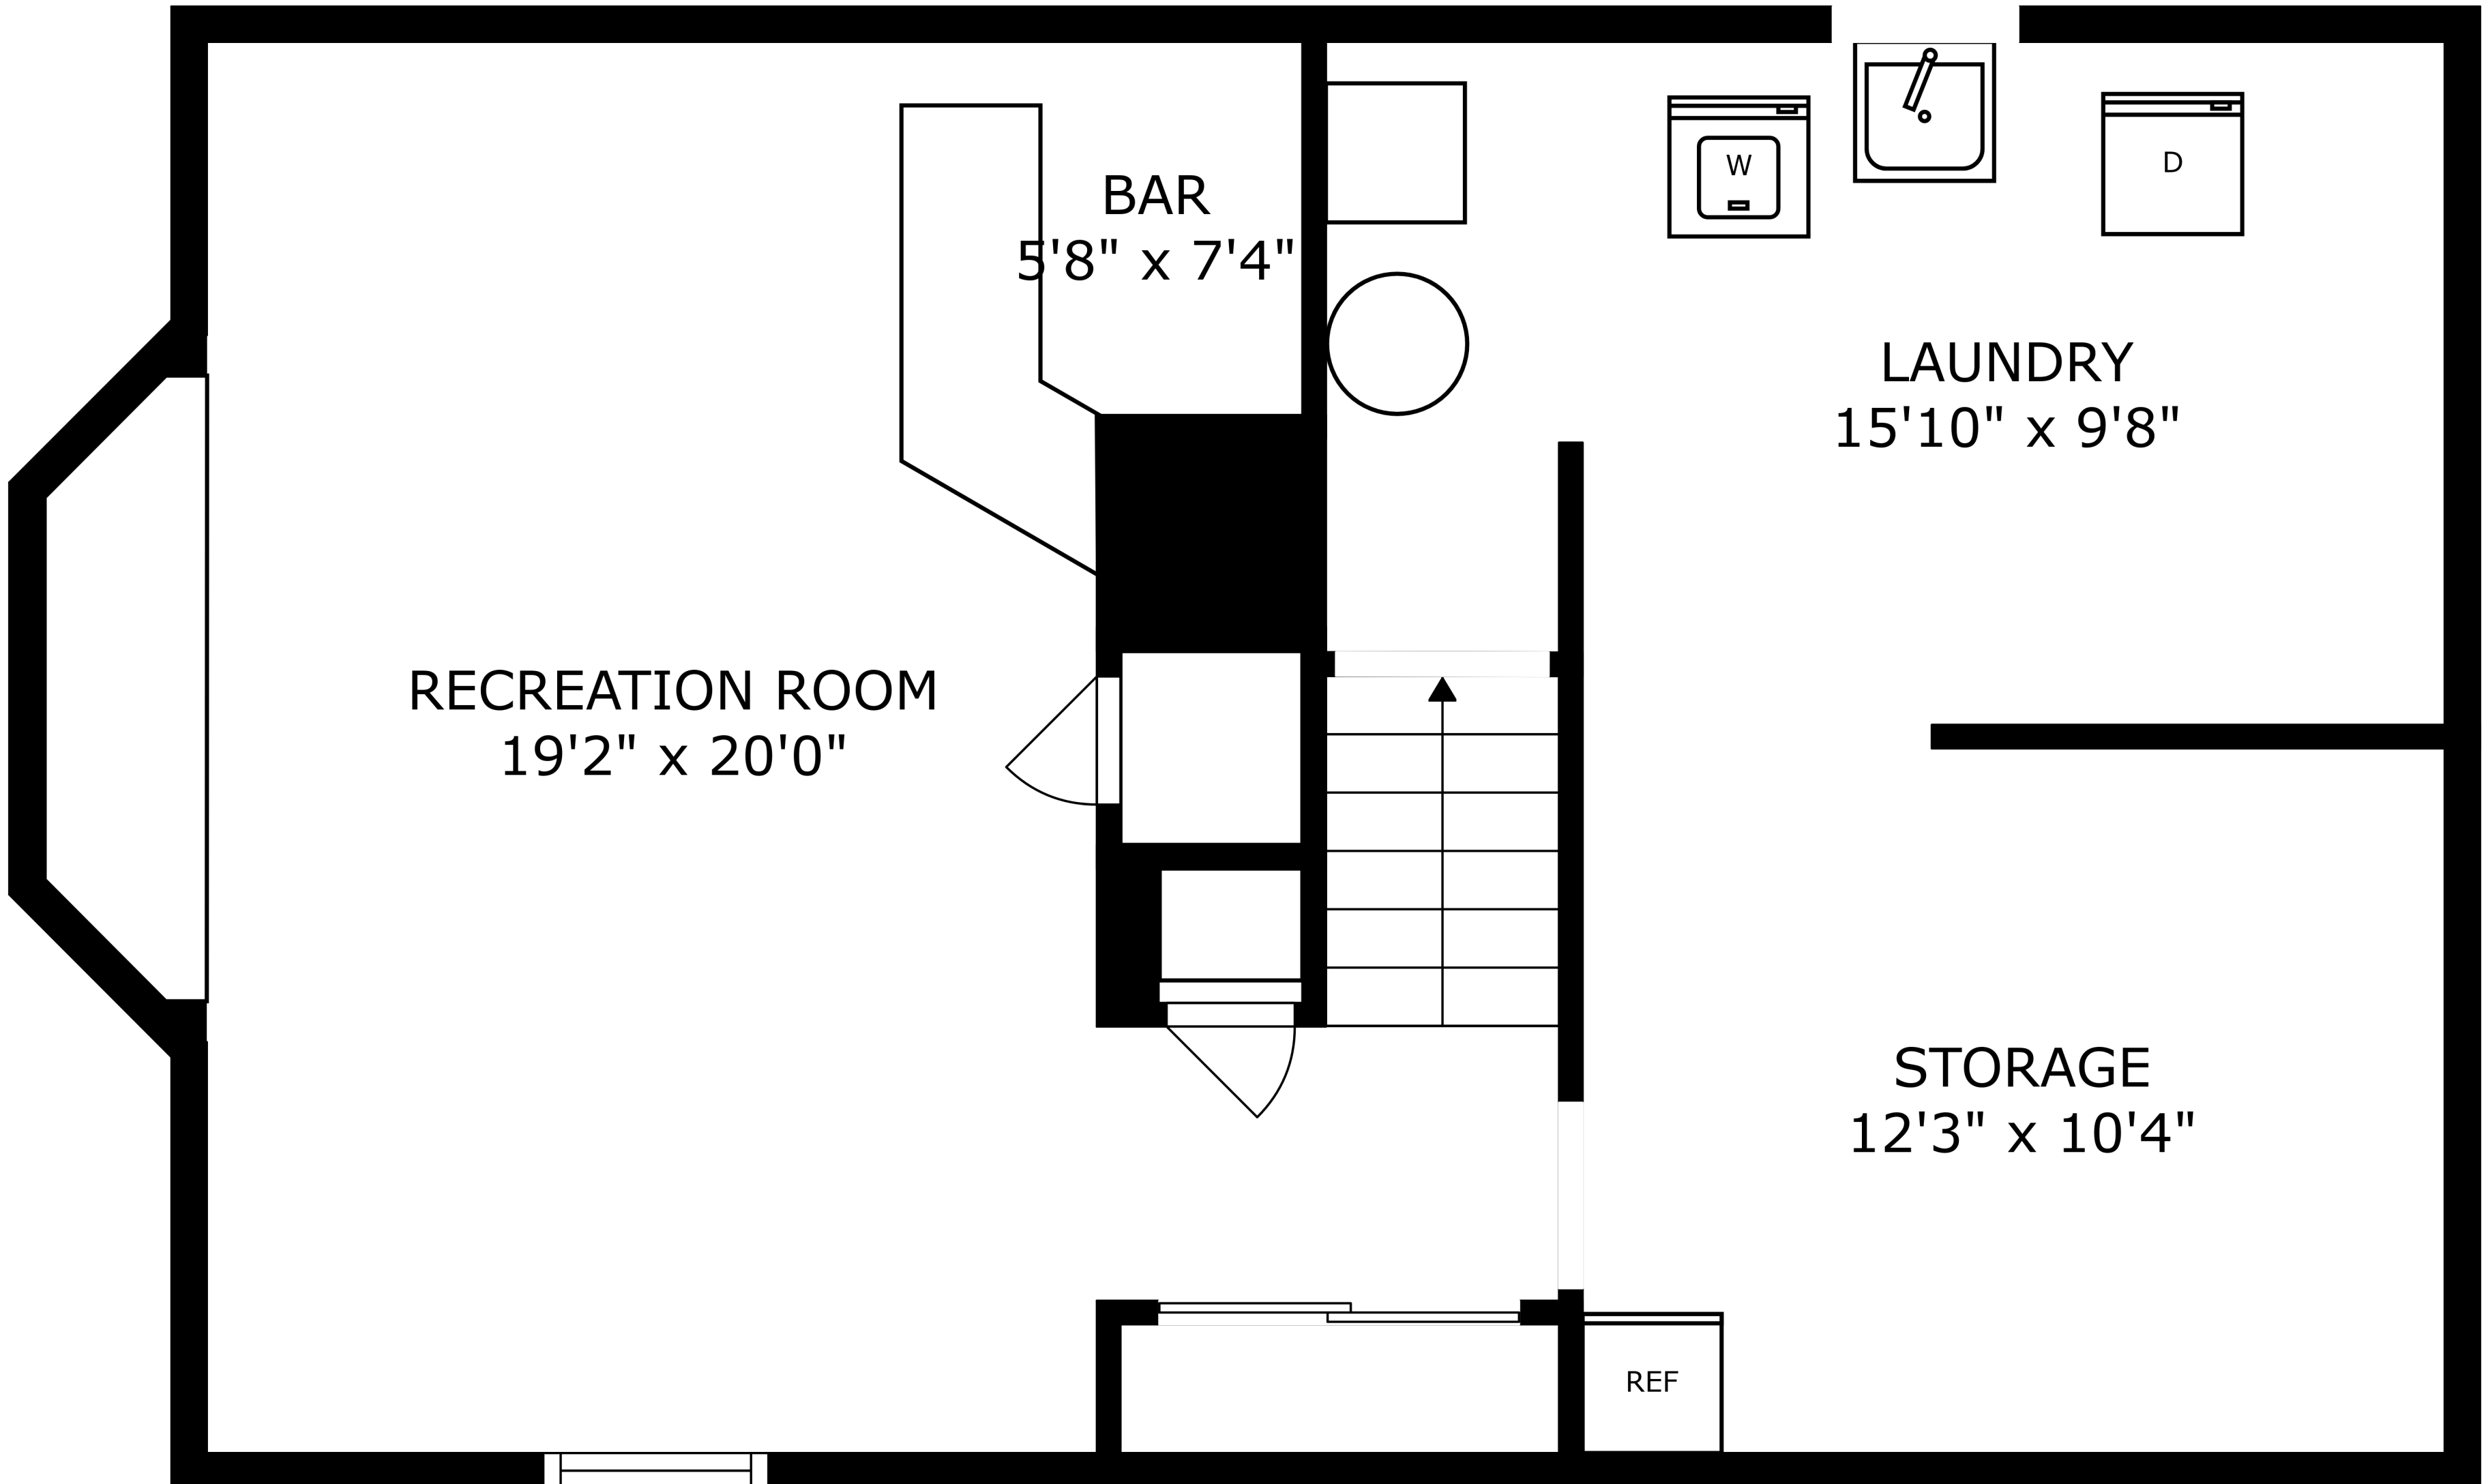 BAR
5'8" x 7'4"
W
D
LAUNDRY
15'10" x 9'8"
RECREATION ROOM
19'2" x 20'0"
STORAGE
12'3" x 10'4"
REF